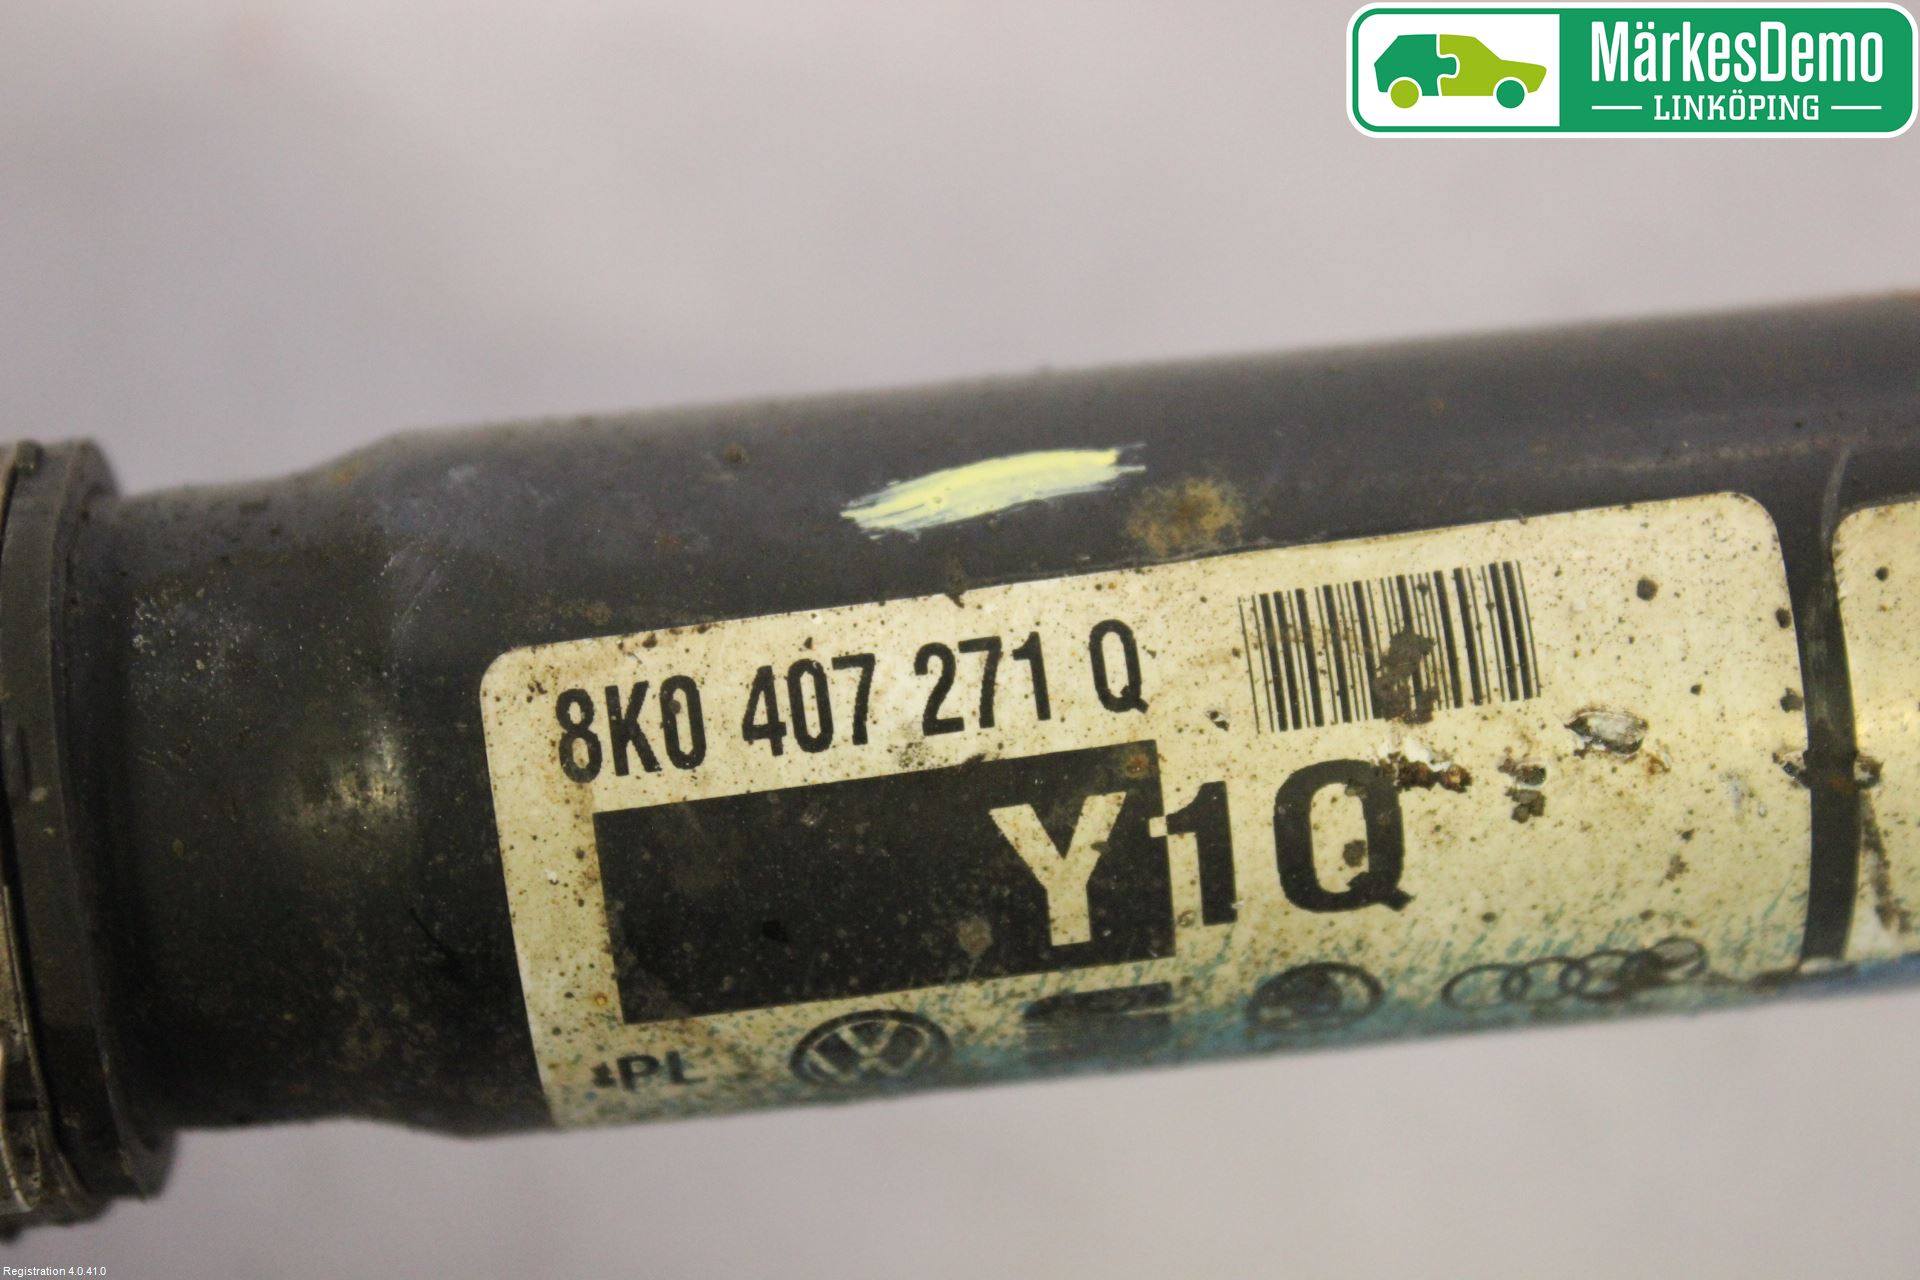 MärkesDemo
LINKÖPING
8K0 407 271 Q
Y1Q
PL
Registration 4.0.41.0